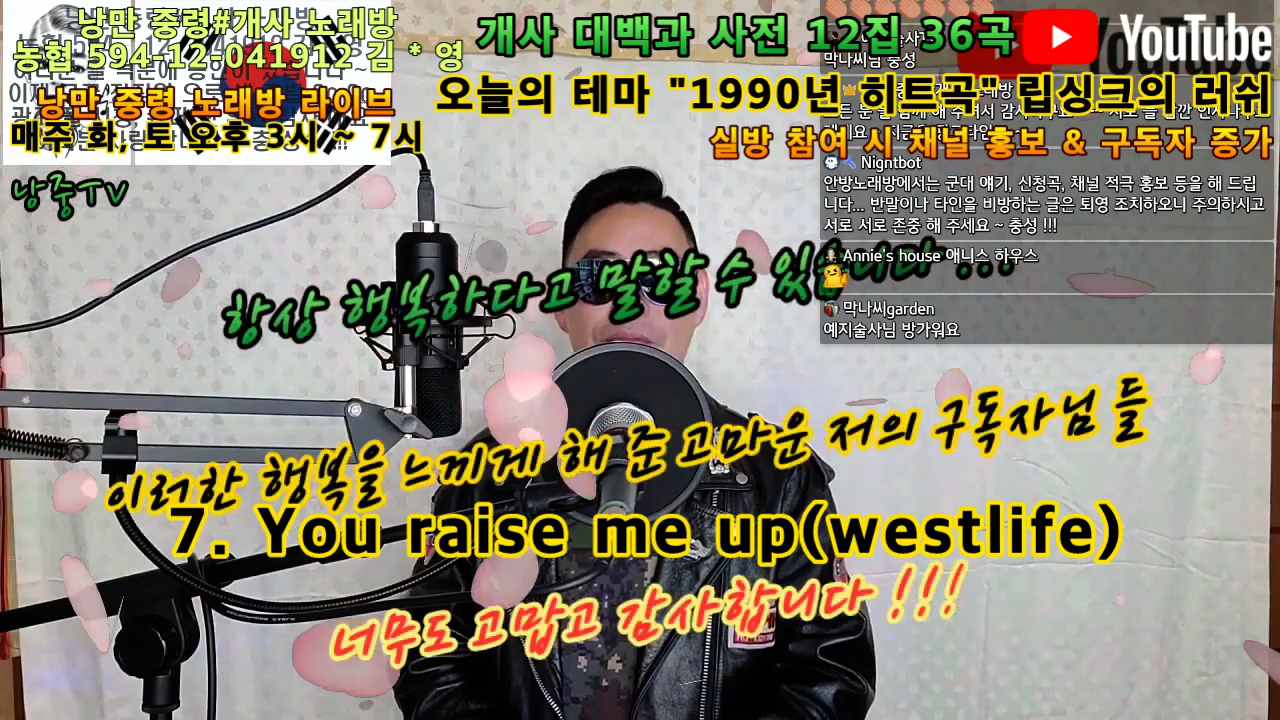 낭만 중령#개사 노래방
농협 594-12-041912 김 * 영
낭만 중령 노래방 라이브
매주 화, 토 오후 3시 ~ 7시
낭중TV
개사 대백과 사전 12집 36곡
YouTube
오늘의 테마 "1990년 히트곡" 립싱크의 러쉬
실방 참여 시 채널 홍보 & 구독자 증가
막나씨님 충성
Nigntbot
안방노래방에서는 군대 얘기, 신청곡, 채널 적극 홍보 등을 해 드립
니다... 반말이나 타인을 비방하는 글은 퇴영 조치하오니 주의하시고
서로 서로 존중 해 주세요 ~ 충성 !!!
Annie's house 애니스 하우스
막나씨garden
예지술사님 방가워요
항상 행복하다고 말할 수 있습니다 !!!
이러한 행복을 느끼게 해 준 고마운 저의 구독자님 들
7. You raise me up(westlife)
너무도 고맙고 감사합니다 !!!